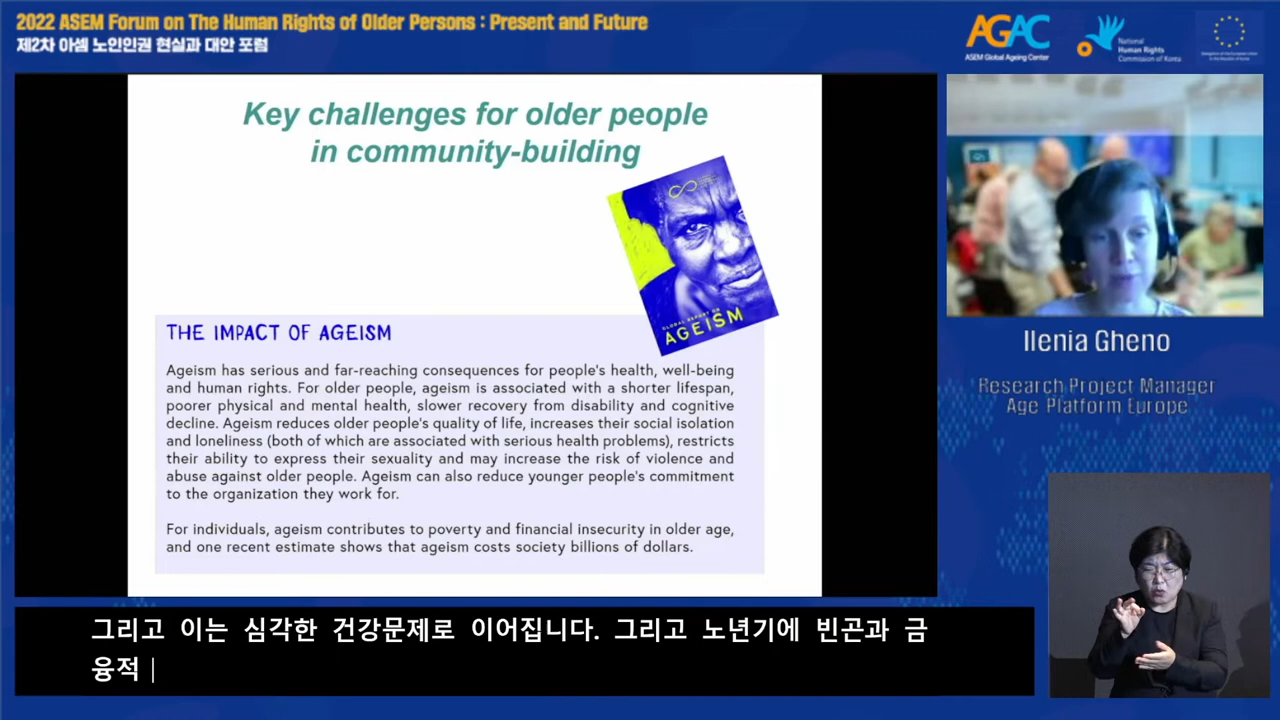 2022 ASEM Forum on The Human Rights of Older Persons : Present and Future
제2차 아셈 노인인권 현실과 대안 포럼
AGAC
ASEM Global Ageing Center
National
Human Rights
Commission of Korea
Key challenges for older people
in community-building
GLOBAL REPORT ON
AGEISM
THE IMPACT OF AGEISM
Ageism has serious and far-reaching consequences for people's health, well-being
and human rights. For older people, ageism is associated with a shorter lifespan,
poorer physical and mental health, slower recovery from disability and cognitive
decline. Ageism reduces older people's quality of life, increases their social isolation
and loneliness (both of which are associated with serious health problems), restricts
their ability to express their sexuality and may increase the risk of violence and
abuse against older people. Ageism can also reduce younger people's commitment
to the organization they work for.
For individuals, ageism contributes to poverty and financial insecurity in older age,
and one recent estimate shows that ageism costs society billions of dollars.
Ilenia Gheno
Research Project Manager
Age Platform Europe
그리고 이는 심각한 건강문제로 이어집니다. 그리고 노년기에 빈곤과 금
융적